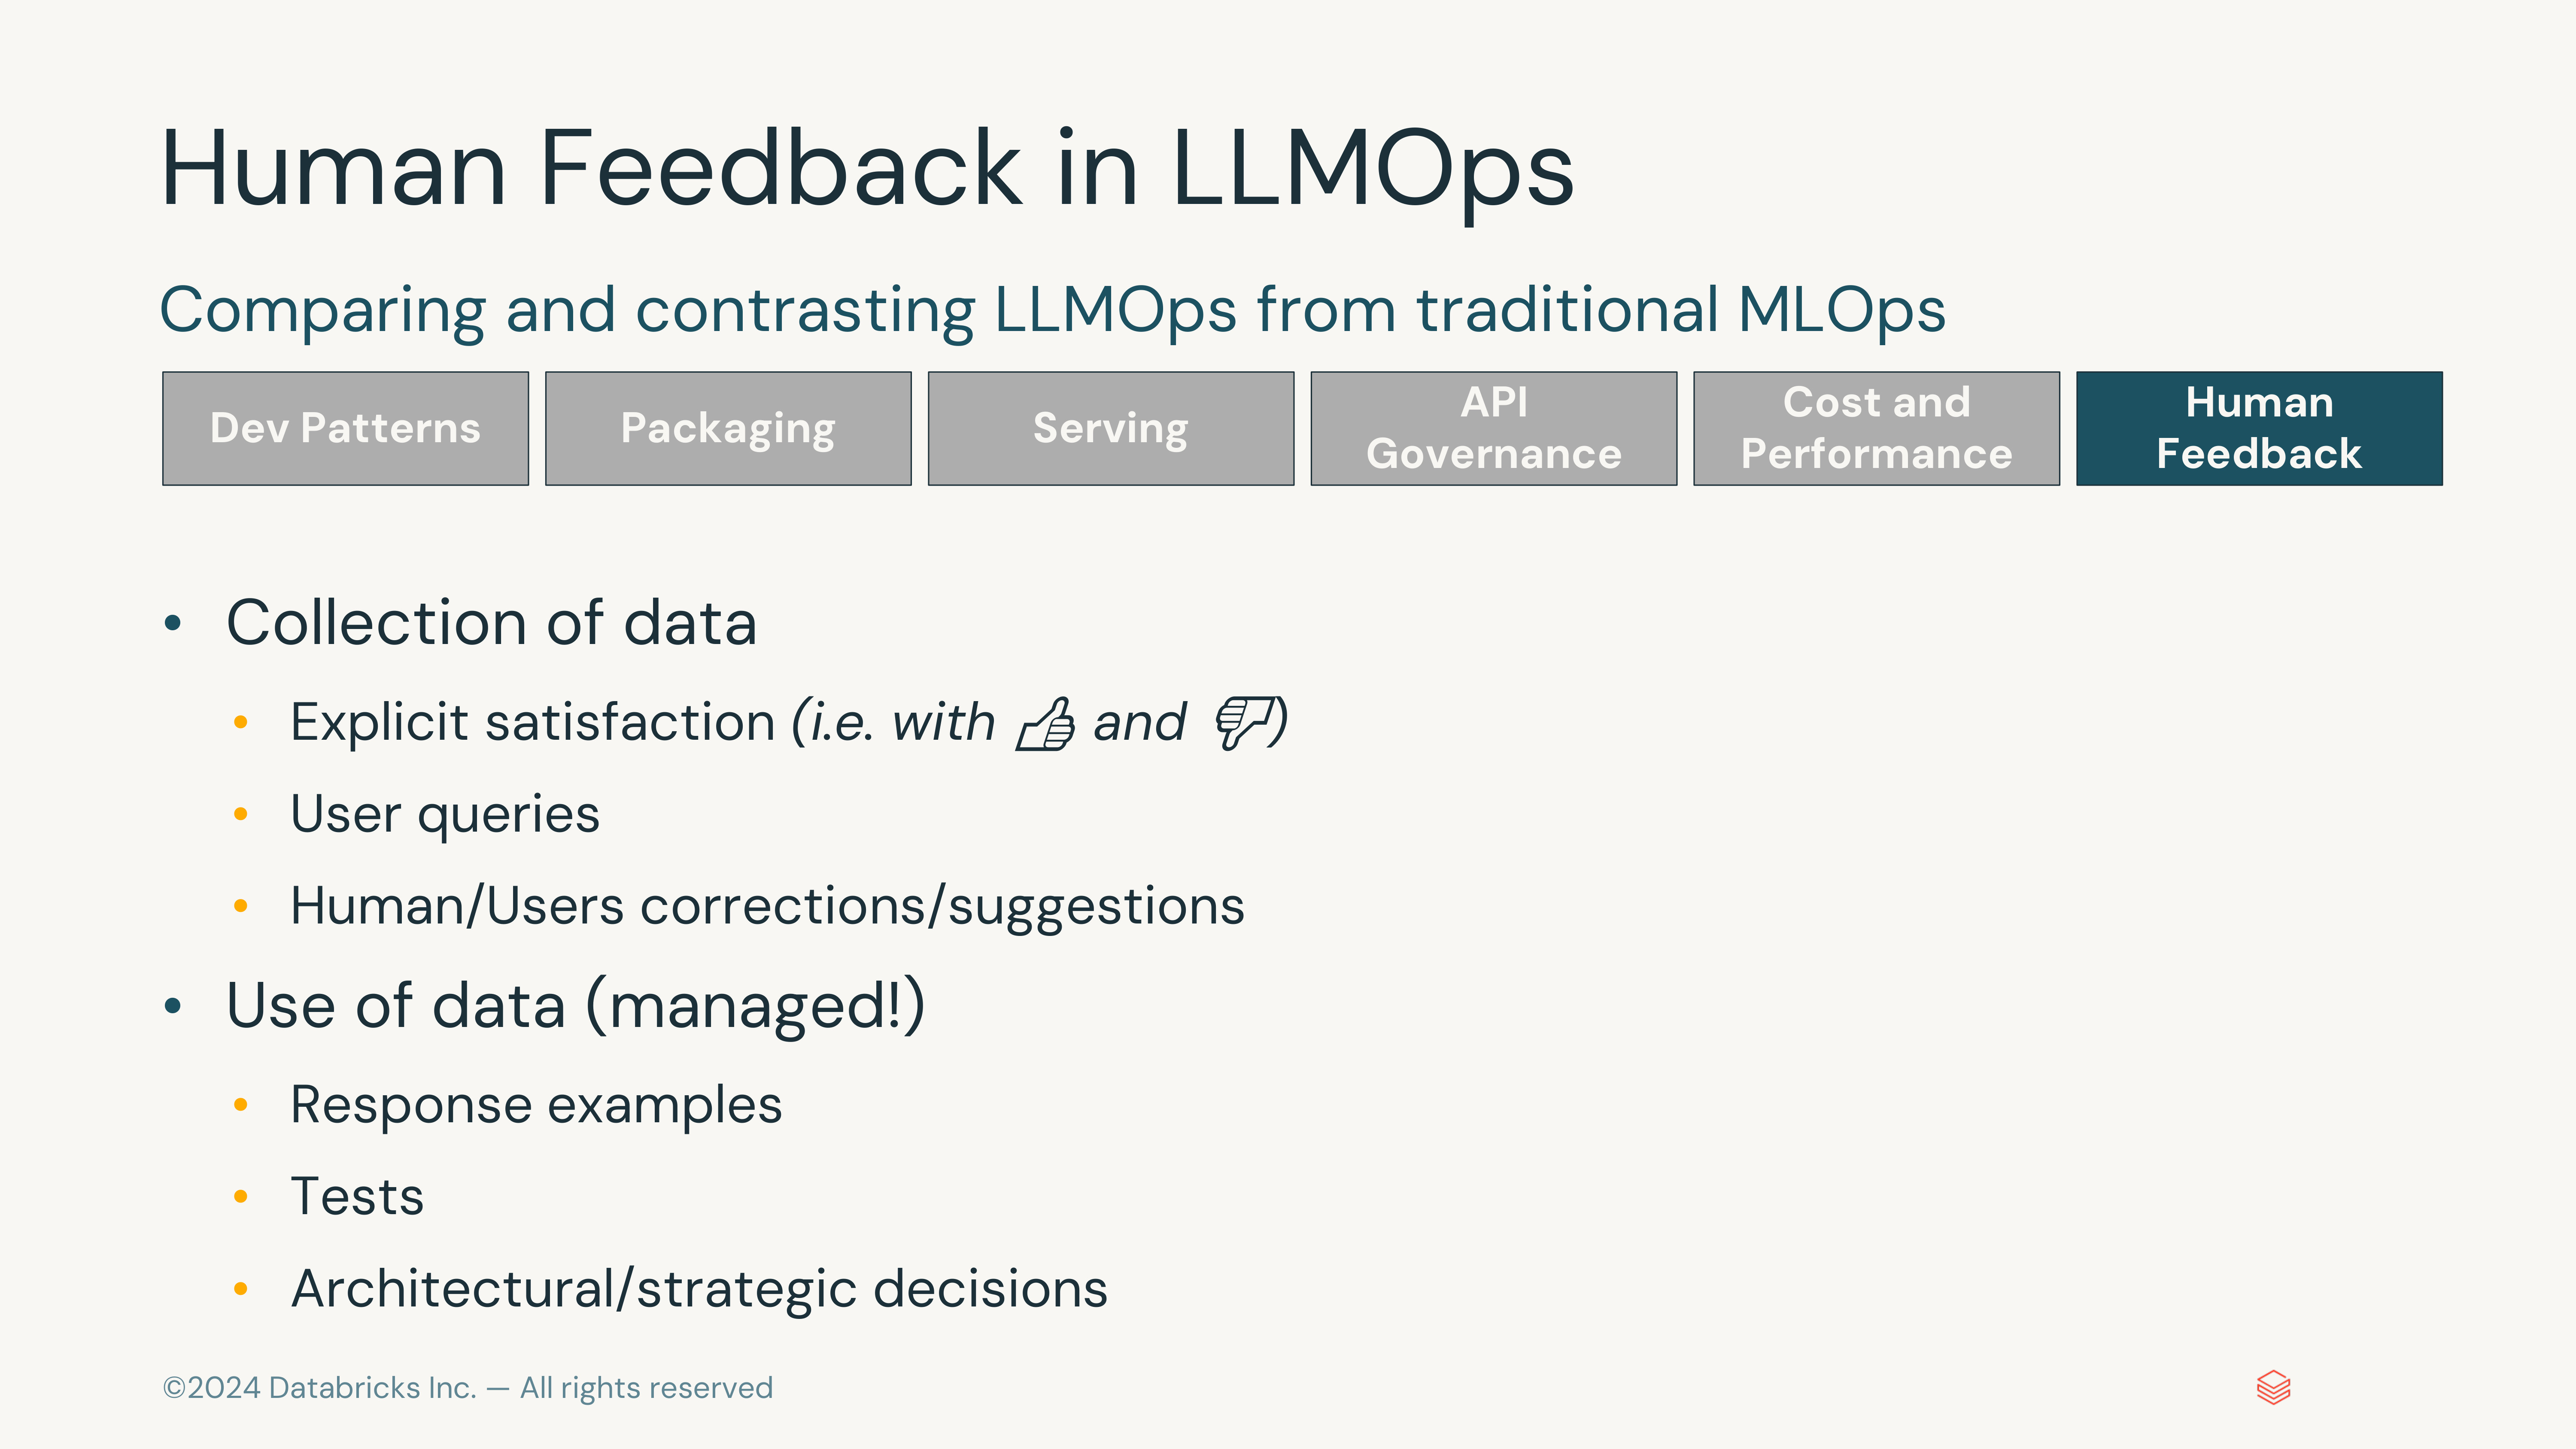 Human Feedback in LLMOps
Comparing and contrasting LLMOps from traditional MLOps
Dev Patterns
Packaging
Serving
API
Governance
Cost and
Performance
Human
Feedback
• Collection of data
• Explicit satisfaction (i.e. with 👍 and 👎)
• User queries
• Human/Users corrections/suggestions
• Use of data (managed!)
• Response examples
• Tests
• Architectural/strategic decisions
©2024 Databricks Inc. — All rights reserved